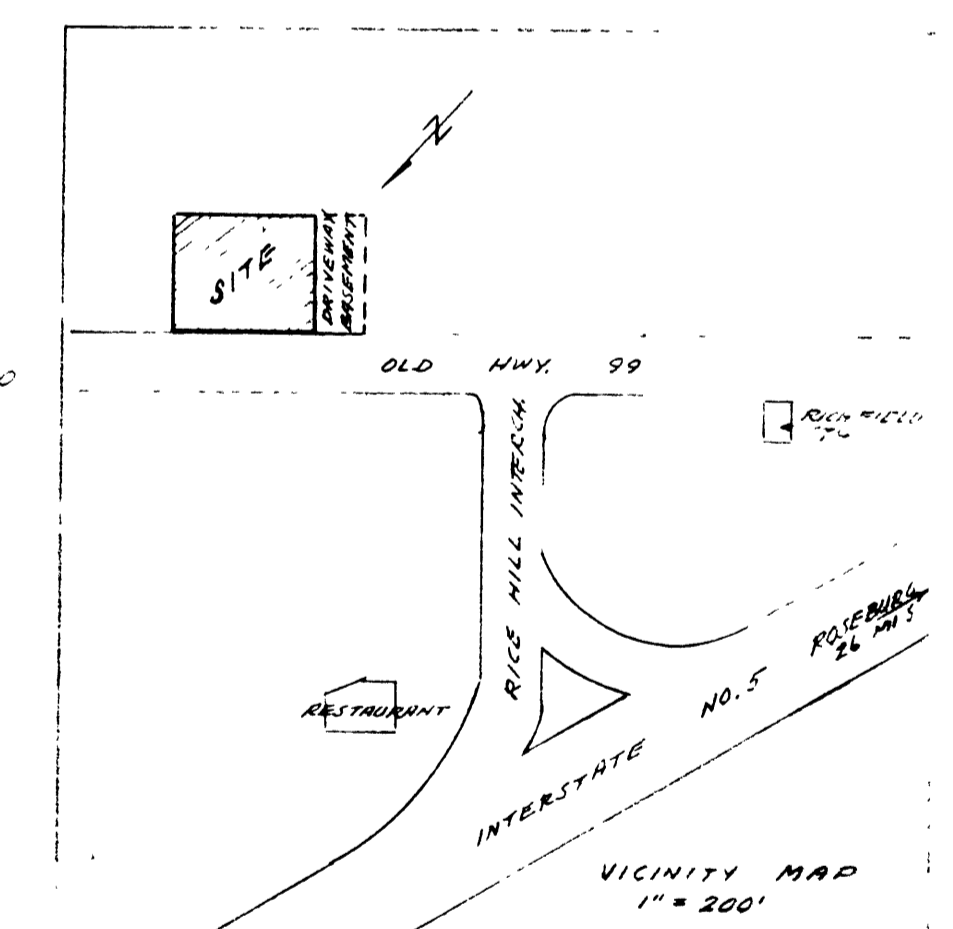 N
SITE
DRIVEWAY
EASEMENT
OLD HWY. 99
RICHFIELD
RICE HILL INTERCH.
ROSEBURG
26 MI S
NO. 5
RESTAURANT
INTERSTATE
VICINITY MAP
1" = 200'